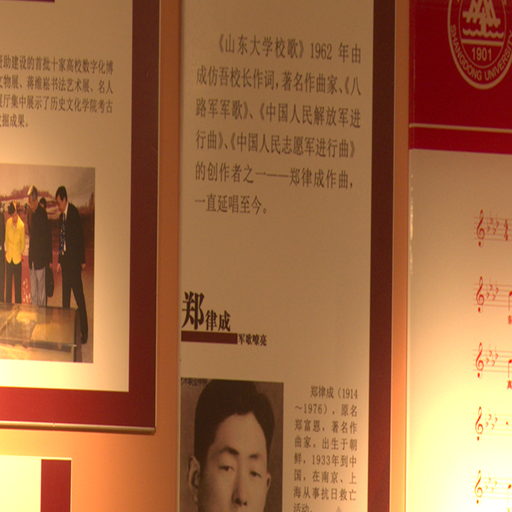 助建设的首批十家高校数字化博
物展、蒋维崧书法艺术展、名人
展厅集中展示了历史文化学院考古
掘成果。
《山东大学校歌》1962 年由
成仿吾校长作词，著名作曲家、《八
路军军歌》、《中国人民解放军进
行曲》、《中国人民志愿军进行曲》
的创作者之一——郑律成作曲，
一直延唱至今。
郑律成
军歌嘹亮
郑律成（1914
～1976），原名
郑富恩，著名作
曲家。出生于朝
鲜，1933年到中
国，在南京、上
海从事抗日救亡
活动。
SHANDONG UNIVERSITY
1901